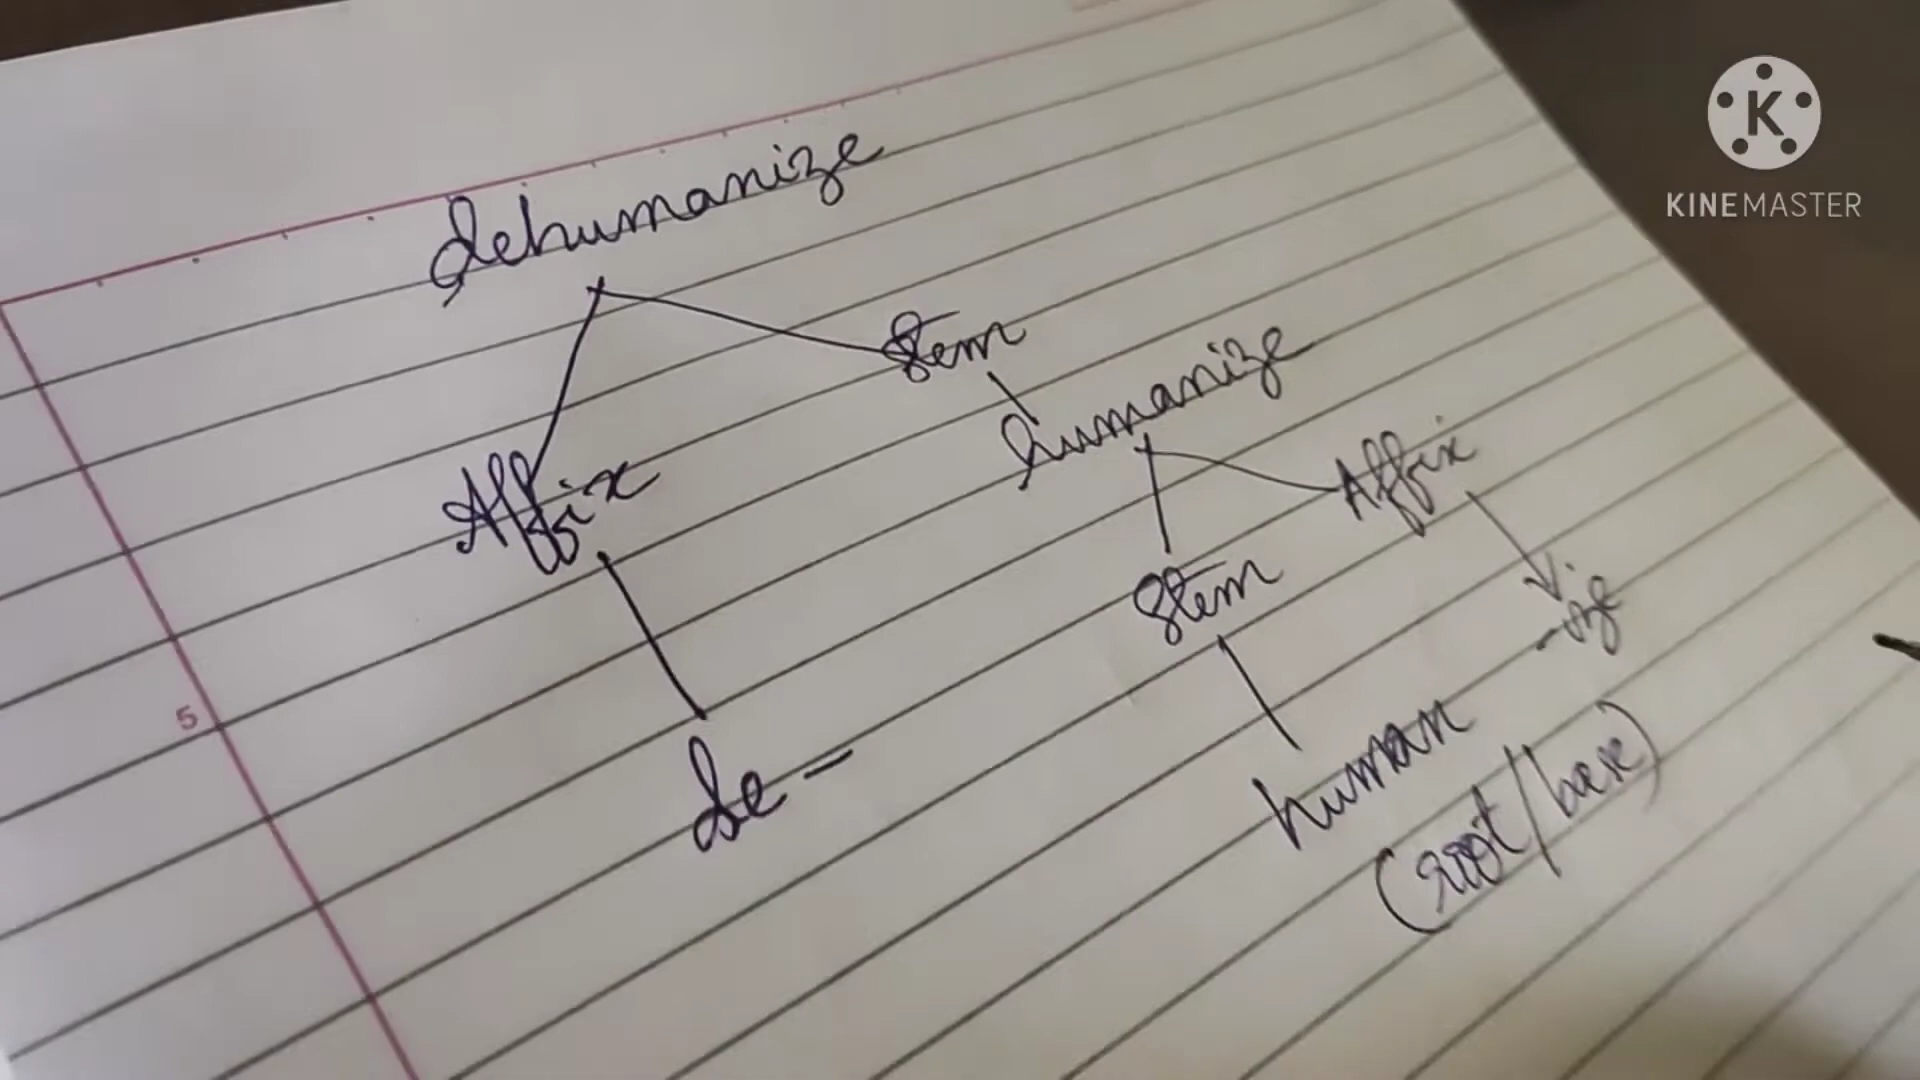 dehumanize
Stem
humanize
Affix
Affix
Stem
-ize
de-
human
(root/base)
5
K
KINEMASTER